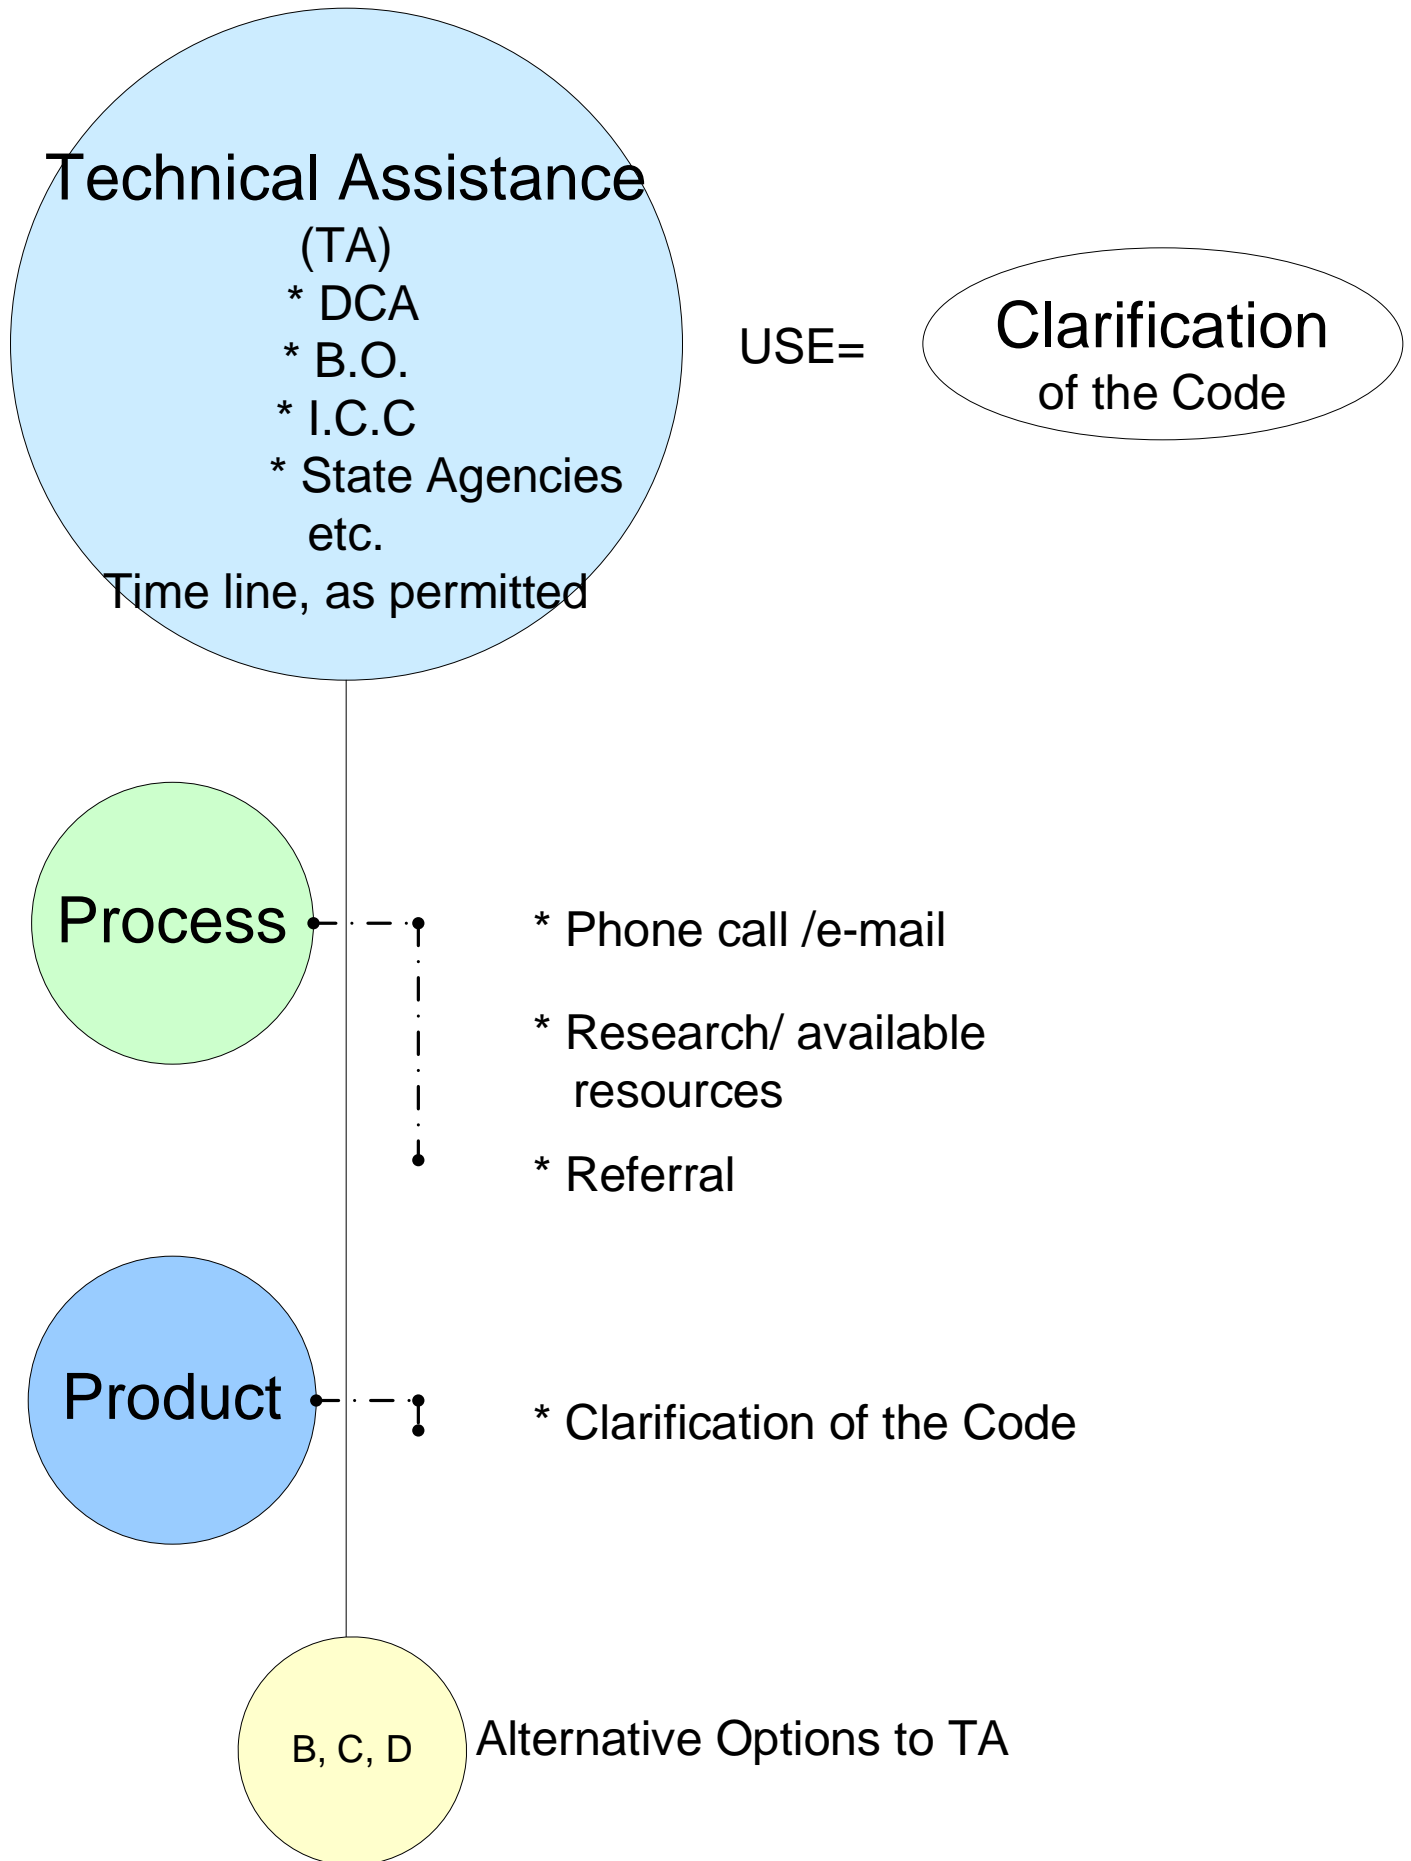 Technical Assistance
(TA)
* DCA
* B.O.
* I.C.C
* State Agencies
etc.
Time line, as permitted
USE=
Clarification
of the Code
Process
* Phone call /e-mail
* Research/ available
resources
* Referral
Product
* Clarification of the Code
B, C, D
Alternative Options to TA